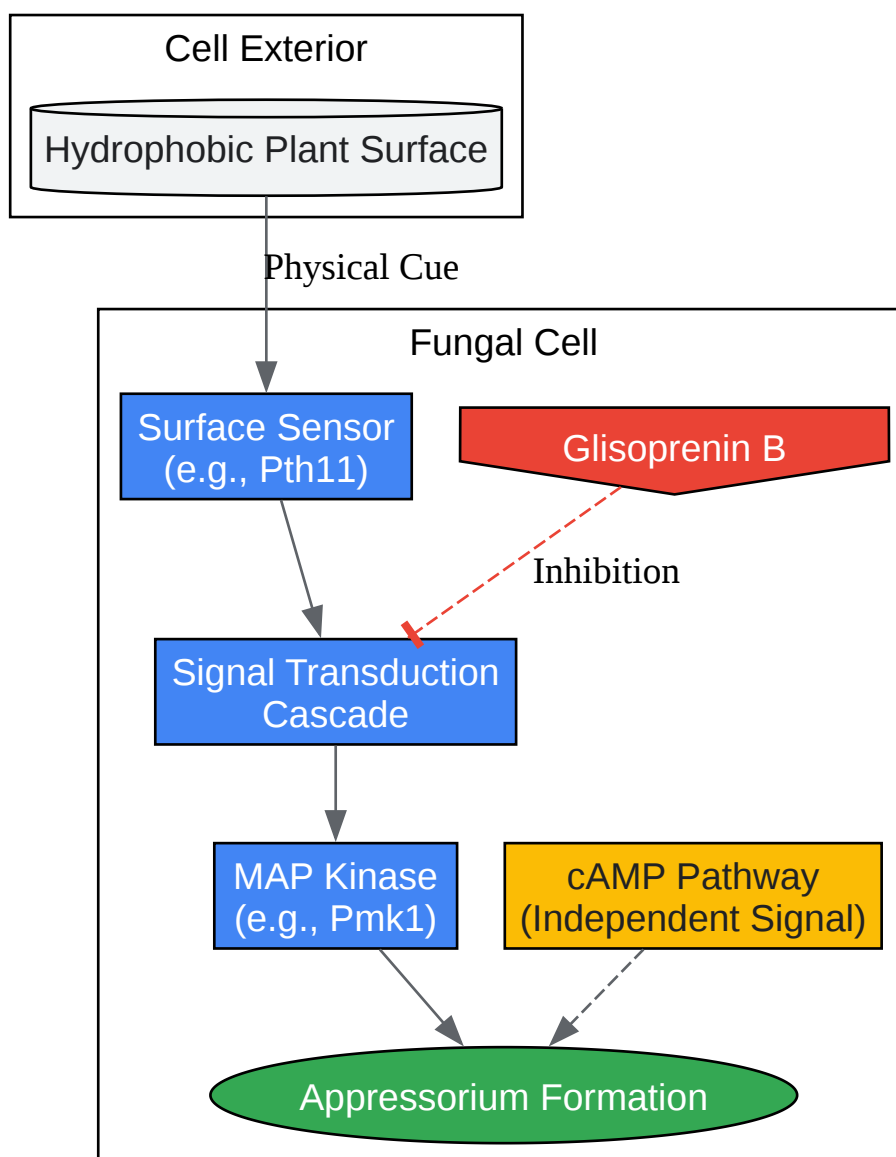 Cell Exterior
Hydrophobic Plant Surface
Physical Cue
Fungal Cell
Surface Sensor
(e.g., Pth11)
Glisoprenin B
Inhibition
Signal Transduction
Cascade
MAP Kinase
(e.g., Pmk1)
cAMP Pathway
(Independent Signal)
Appressorium Formation